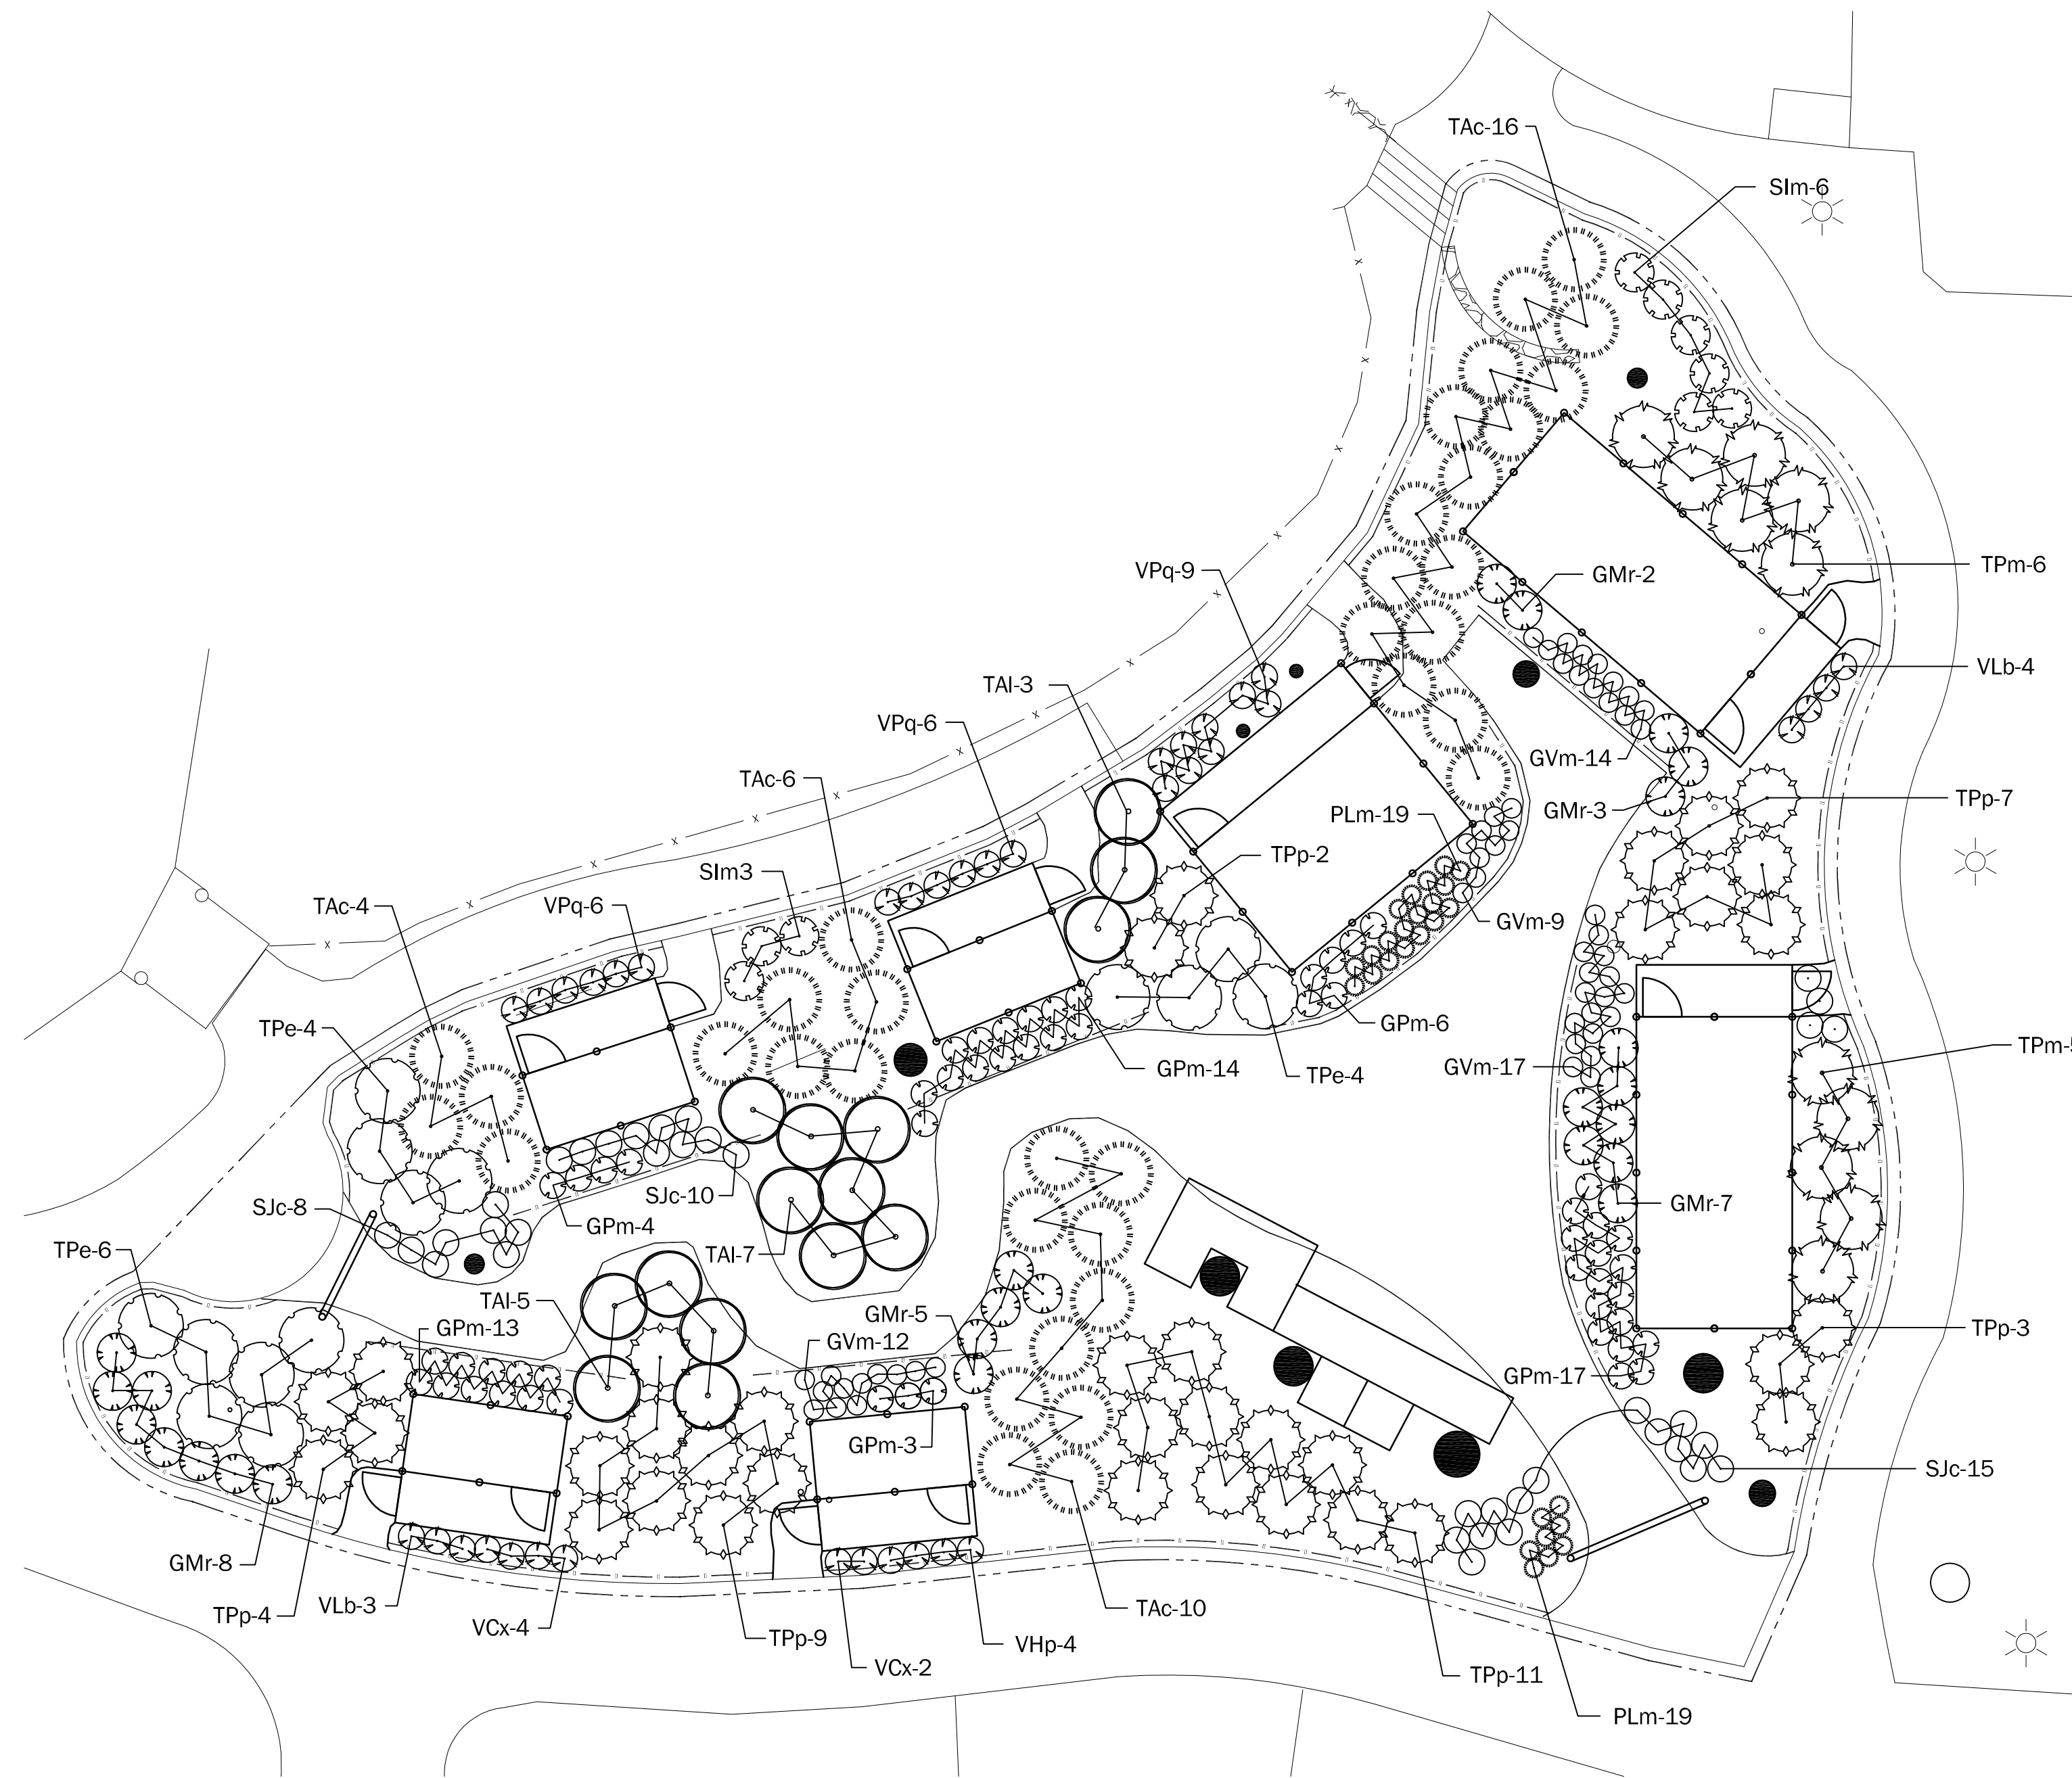 TAc-16
SIm-6
TPm-6
GMr-2
VPq-9
VLb-4
TAI-3
VPq-6
GVm-14
TAc-6
TPp-7
GMr-3
PLm-19
TPp-2
SIm3
TAc-4
VPq-6
GVm-9
GPm-6
TPe-4
TPm-5
GPm-14
GVm-17
TPe-4
SJc-10
GMr-7
SJc-8
GPm-4
TPe-6
TAI-7
TAI-5
GMr-5
GPm-13
TPp-3
GVm-12
GPm-17
GPm-3
SJc-15
GMr-8
VLb-3
TAc-10
TPp-4
VCx-4
TPp-9
VHp-4
VCx-2
TPp-11
PLm-19